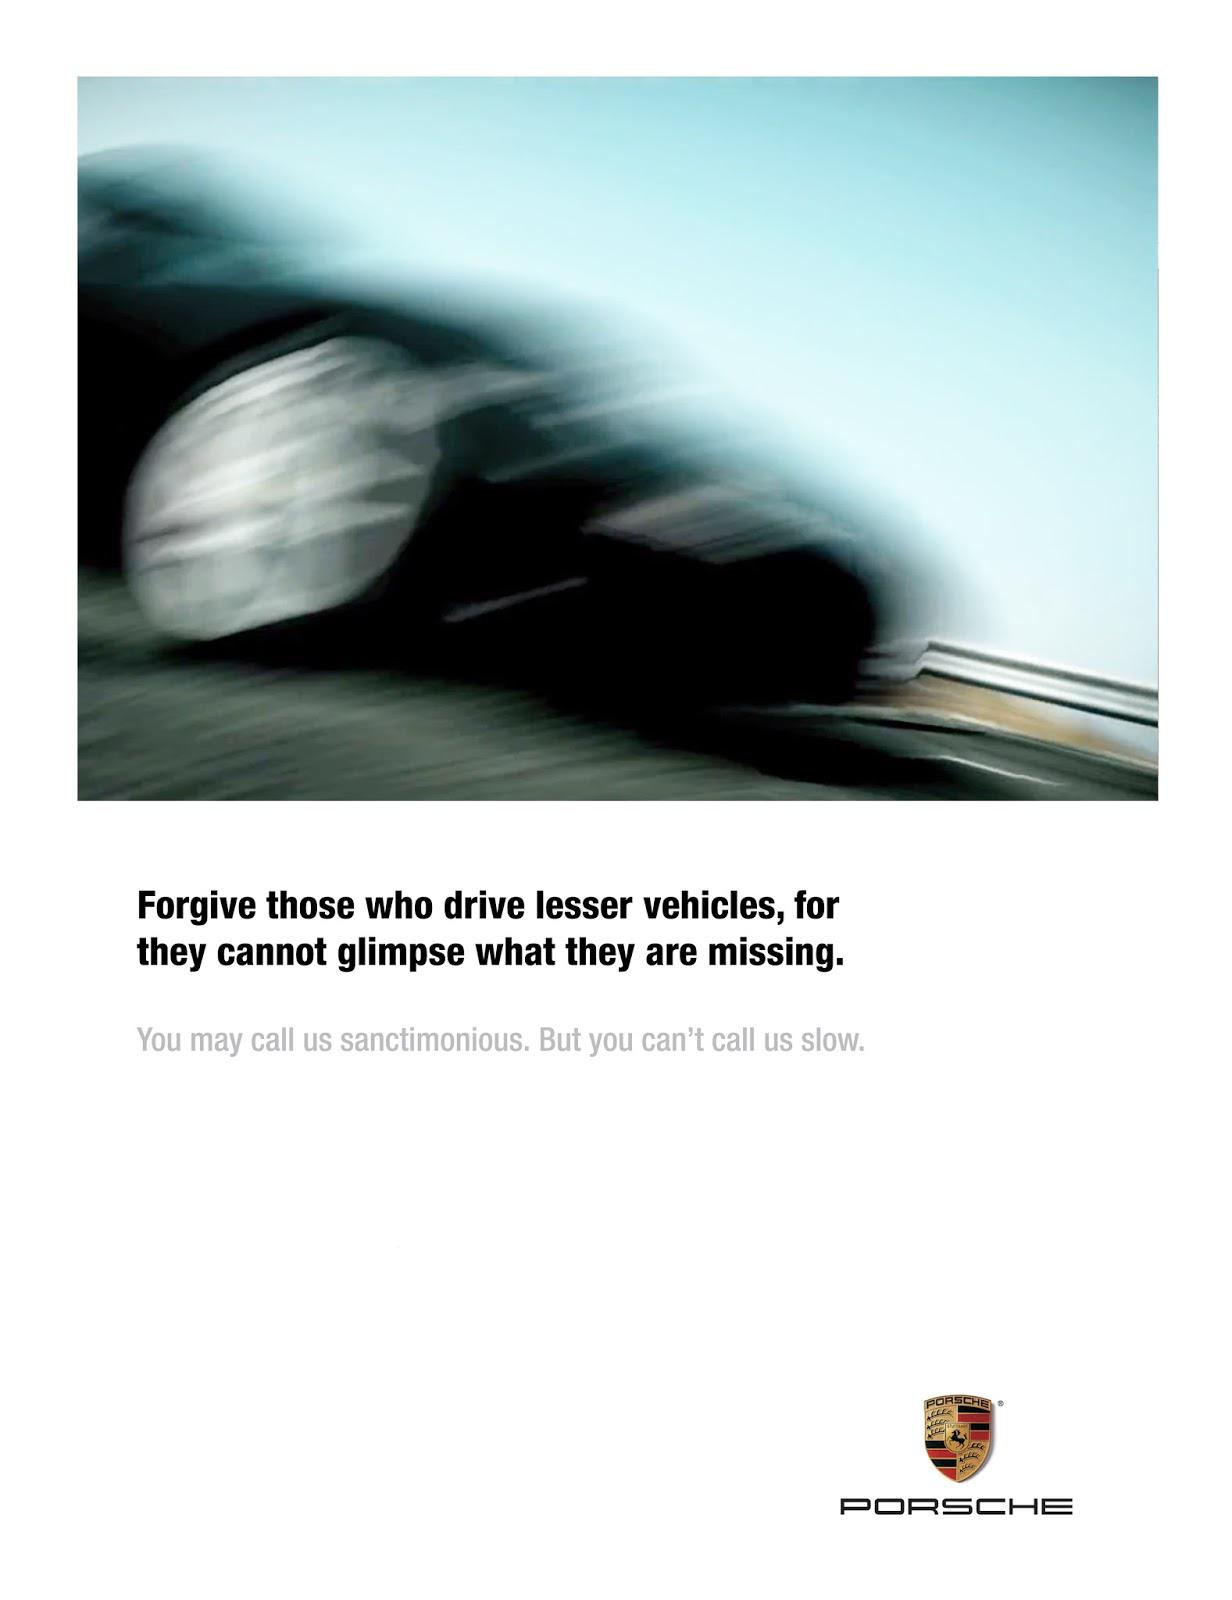 Forgive those who drive lesser vehicles, for
they cannot glimpse what they are missing.
You may call us sanctimonious. But you can’t call us slow.
PORSCHE
®
PORSCHE